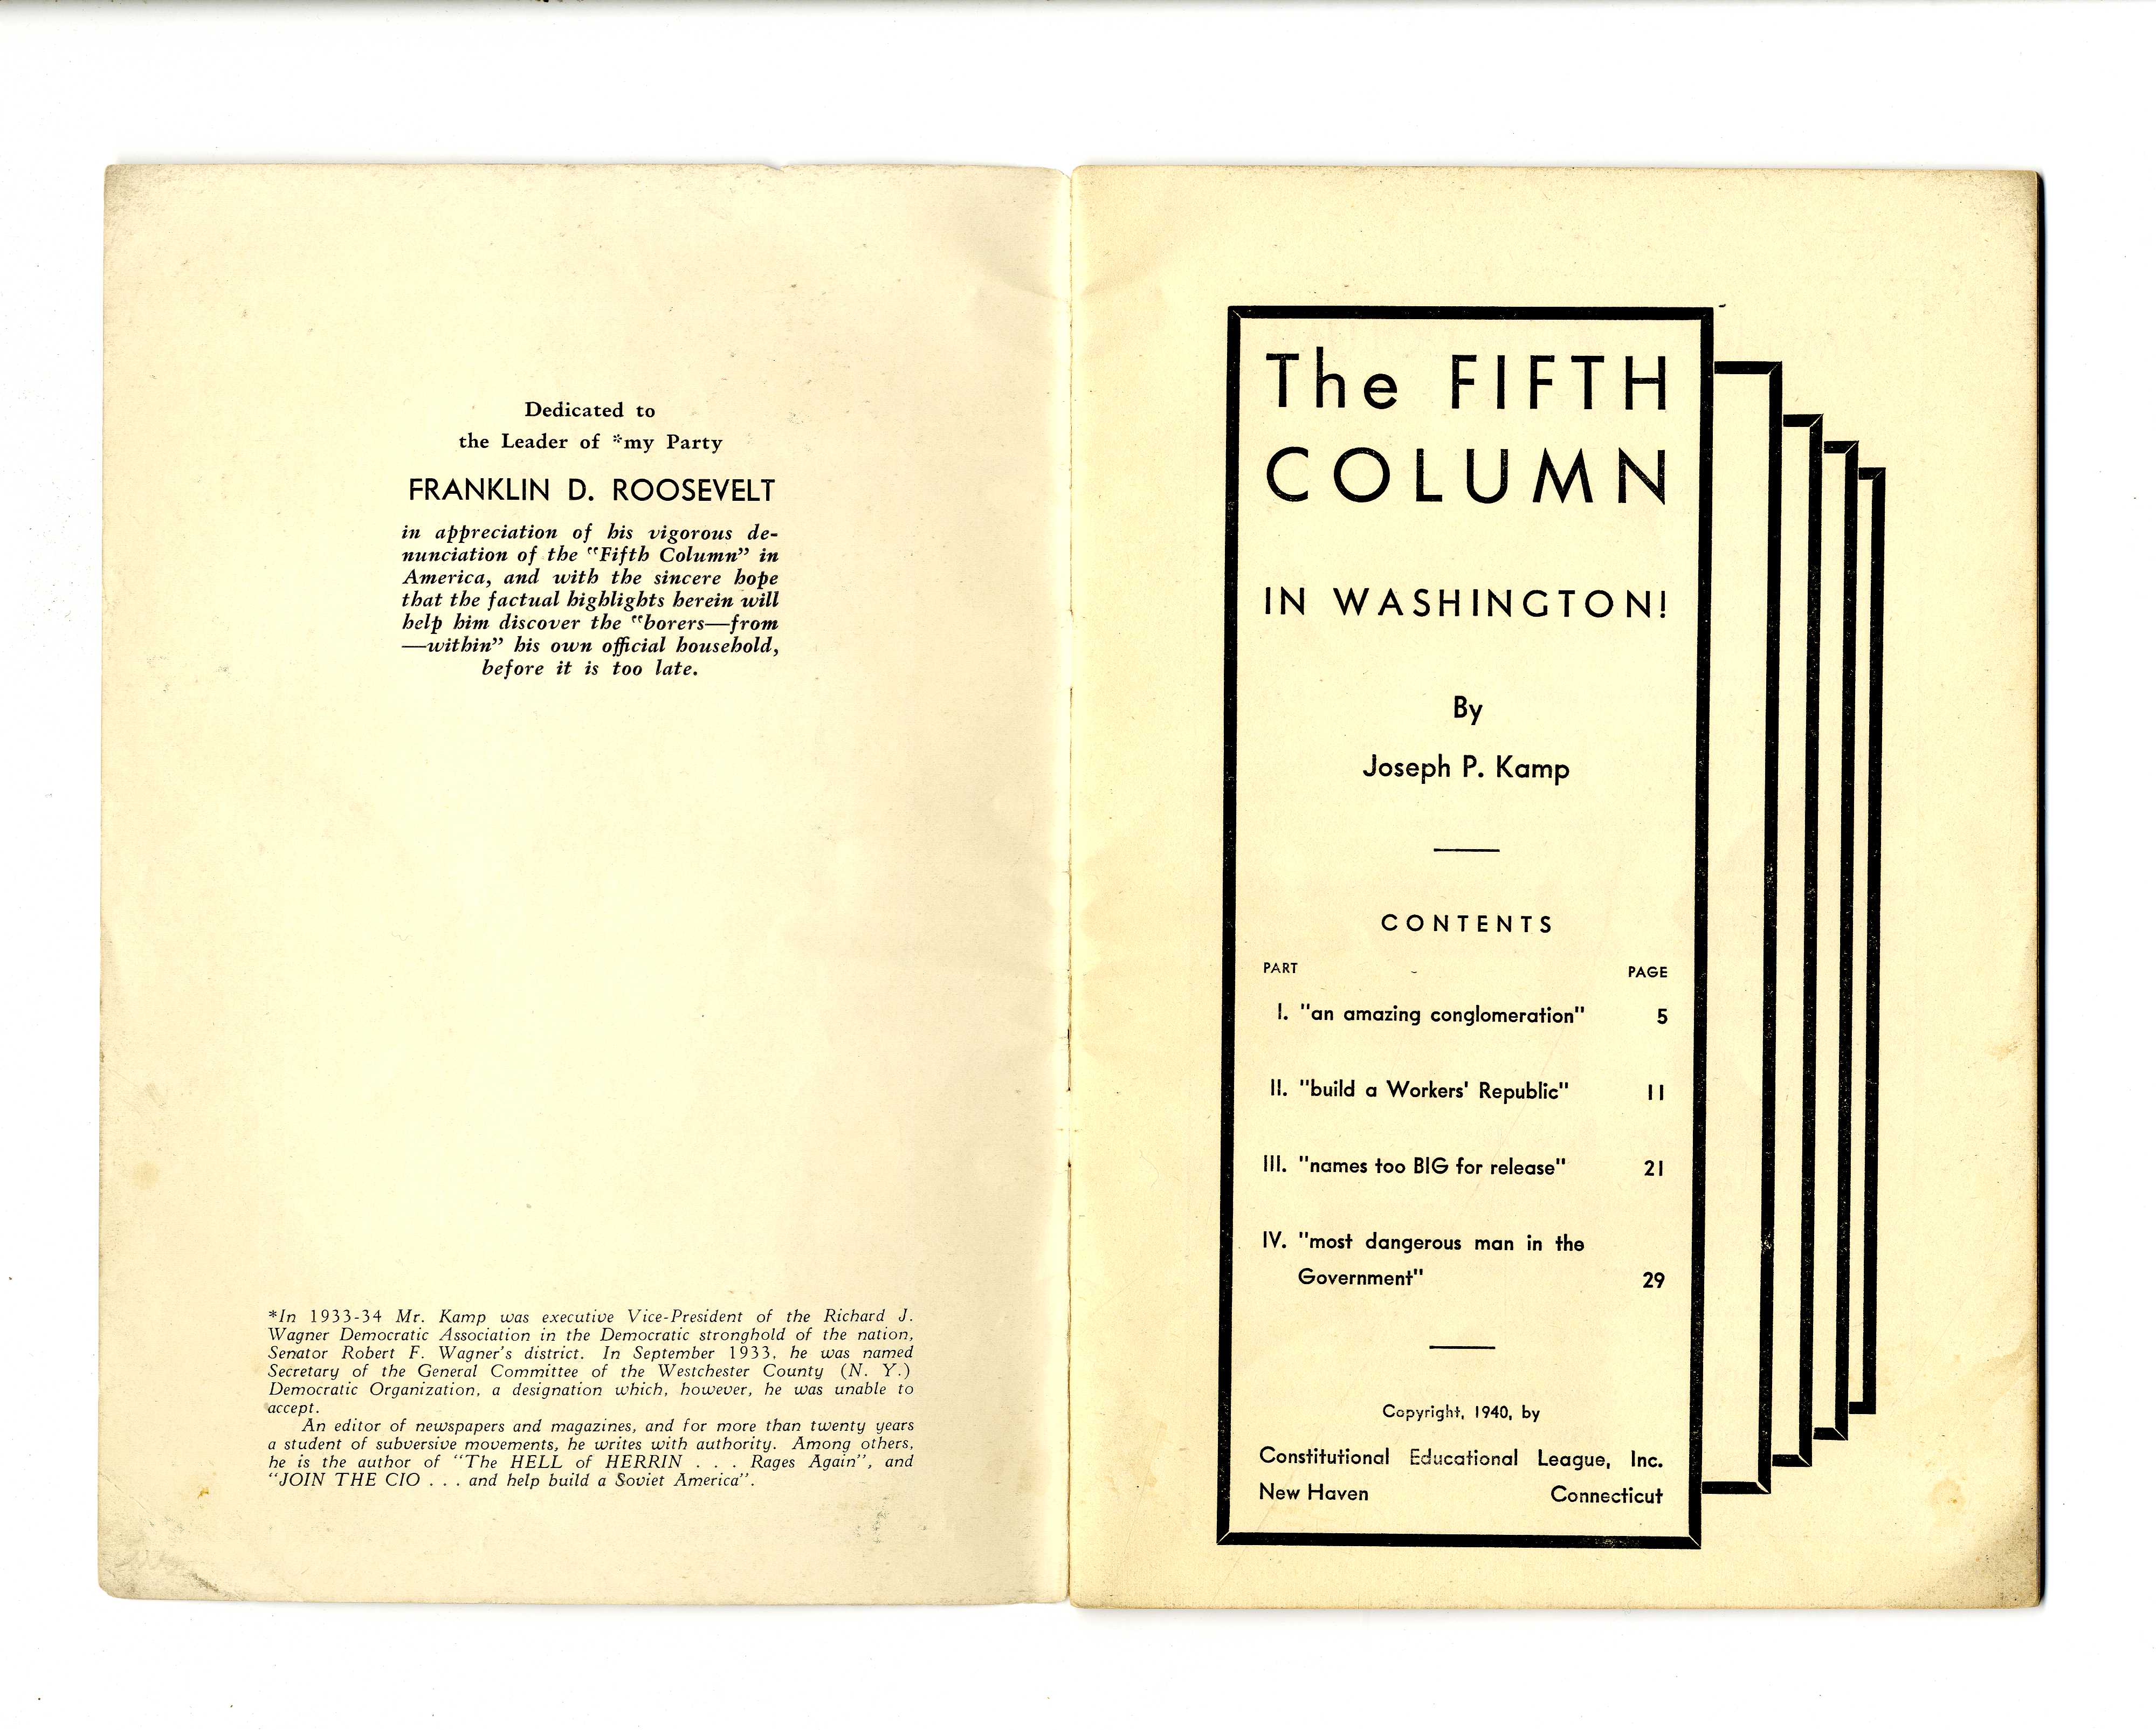 Dedicated to
the Leader of *my Party
FRANKLIN D. ROOSEVELT
in appreciation of his vigorous de-
nunciation of the "Fifth Column" in
America, and with the sincere hope
that the factual highlights herein will
help him discover the "borers—from
—within" his own official household,
before it is too late.
*In 1933-34 Mr. Kamp was executive Vice-President of the Richard J.
Wagner Democratic Association in the Democratic stronghold of the nation,
Senator Robert F. Wagner's district. In September 1933, he was named
Secretary of the General Committee of the Westchester County (N. Y.)
Democratic Organization, a designation which, however, he was unable to
accept.
An editor of newspapers and magazines, and for more than twenty years
a student of subversive movements, he writes with authority. Among others,
he is the author of "The HELL of HERRIN . . . Rages Again", and
"JOIN THE CIO . . . and help build a Soviet America".
The FIFTH
COLUMN
IN WASHINGTON!
By
Joseph P. Kamp
CONTENTS
PART PAGE
I. "an amazing conglomeration" 5
II. "build a Workers' Republic" 11
III. "names too BIG for release" 21
IV. "most dangerous man in the
Government" 29
Copyright, 1940, by
Constitutional Educational League, Inc.
New Haven Connecticut